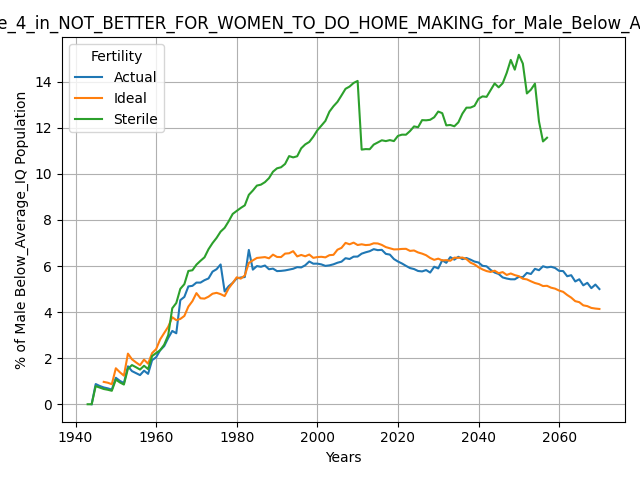 e_4_in_NOT_BETTER_FOR_WOMEN_TO_DO_HOME_MAKING_for_Male_Below_A
Fertility
Actual
Ideal
Sterile
% of Male Below_Average_IQ Population
14
12
10
8
6
4
2
0
1940 1960 1980 2000 2020 2040 2060
Years